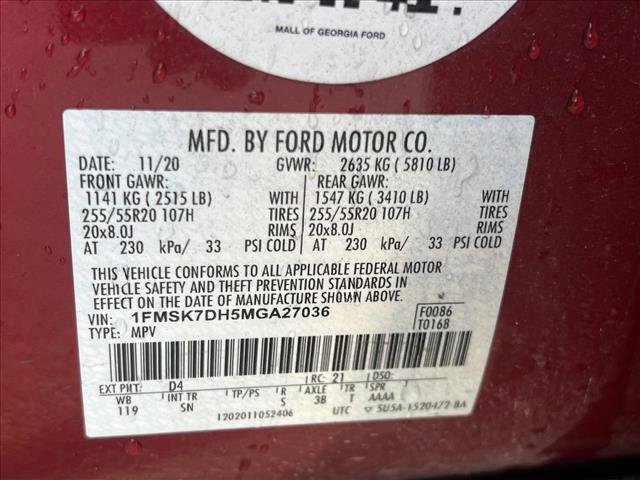 MALL OF GEORGIA FORD
MFD. BY FORD MOTOR CO.
DATE: 11/20 GVWR: 2635 KG ( 5810 LB)
FRONT GAWR: REAR GAWR:
1141 KG ( 2515 LB) WITH 1547 KG ( 3410 LB) WITH
255/55R20 107H TIRES 255/55R20 107H TIRES
20x8.0J RIMS 20x8.0J RIMS
AT 230 kPa/ 33 PSI COLD AT 230 kPa/ 33 PSI COLD
THIS VEHICLE CONFORMS TO ALL APPLICABLE FEDERAL MOTOR
VEHICLE SAFETY AND THEFT PREVENTION STANDARDS IN
EFFECT ON THE DATE OF MANUFACTURE SHOWN ABOVE.
VIN: 1FMSK7DH5MGA27036 F0086
TYPE: MPV T0168
EXT PNT: D4 RC: 21 DSO:
WB INT TR TP/PS R AXLE TR SPR
119 SN S 3B T AAAA
1202011052406 UTC SU5A-1520472-BA